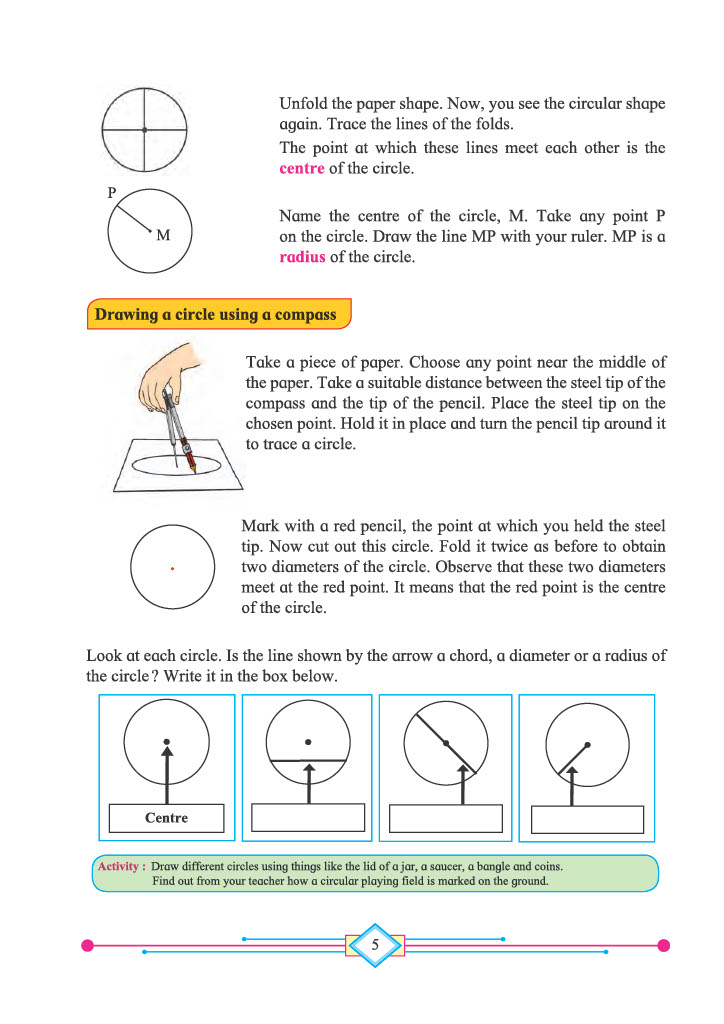 Unfold the paper shape. Now, you see the circular shape
again. Trace the lines of the folds.
The point at which these lines meet each other is the
centre of the circle.
P
M
Name the centre of the circle, M. Take any point P
on the circle. Draw the line MP with your ruler. MP is a
radius of the circle.
Drawing a circle using a compass
Take a piece of paper. Choose any point near the middle of
the paper. Take a suitable distance between the steel tip of the
compass and the tip of the pencil. Place the steel tip on the
chosen point. Hold it in place and turn the pencil tip around it
to trace a circle.
Mark with a red pencil, the point at which you held the steel
tip. Now cut out this circle. Fold it twice as before to obtain
two diameters of the circle. Observe that these two diameters
meet at the red point. It means that the red point is the centre
of the circle.
Look at each circle. Is the line shown by the arrow a chord, a diameter or a radius of
the circle? Write it in the box below.
Centre
Activity : Draw different circles using things like the lid of a jar, a saucer, a bangle and coins.
Find out from your teacher how a circular playing field is marked on the ground.
5